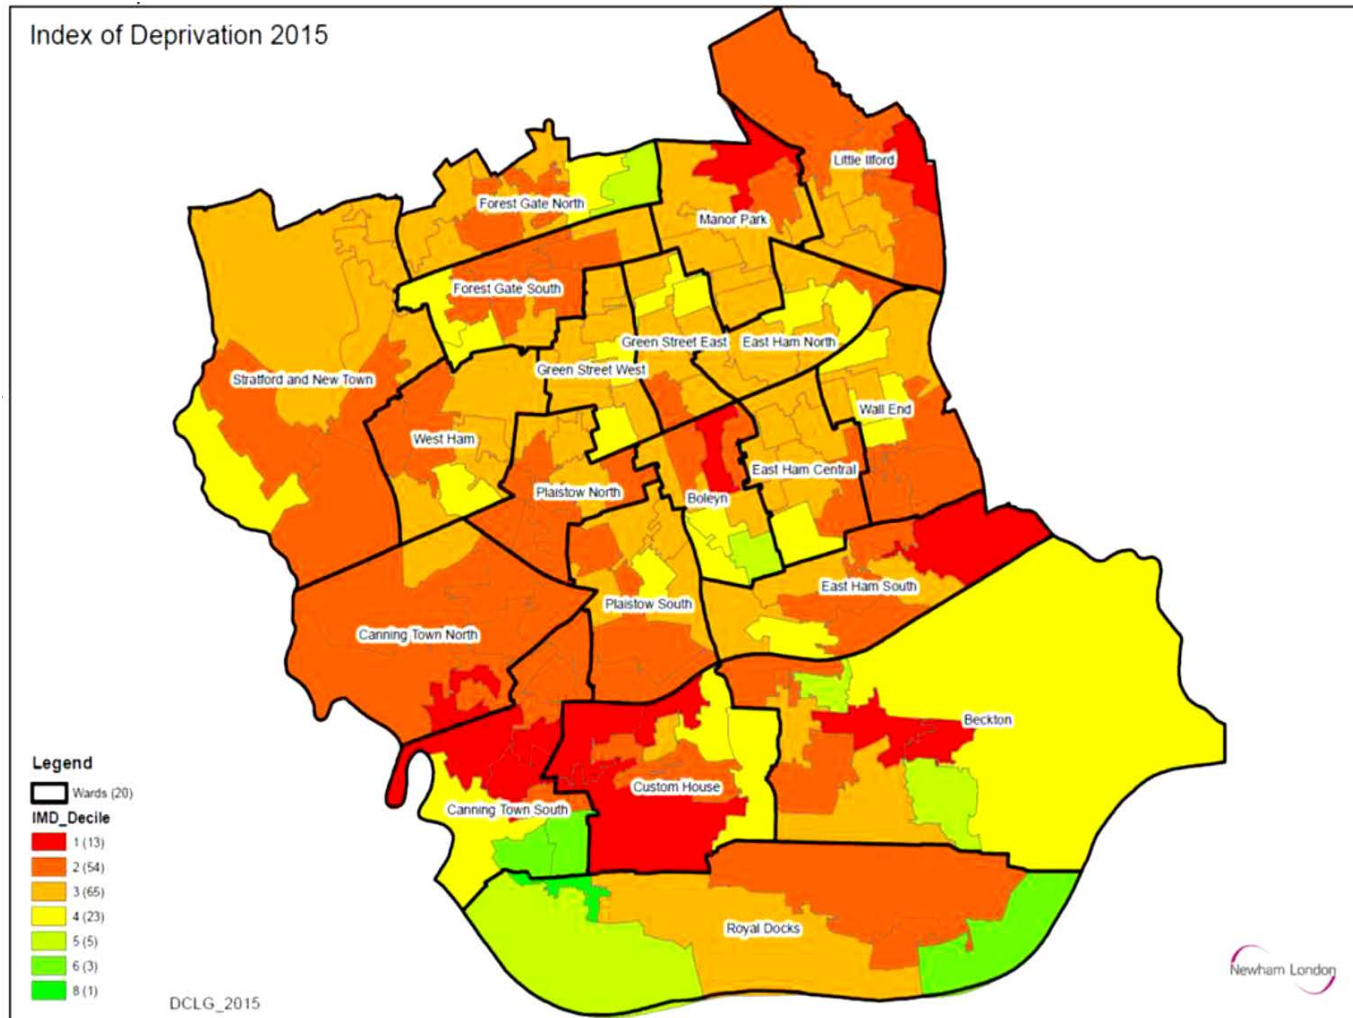 Index of Deprivation 2015
Little Ilford
Forest Gate North
Manor Park
Forest Gate South
Green Street East
East Ham North
Green Street West
Stratford and New Town
Wall End
West Ham
East Ham Central
Plaistow North
Boleyn
East Ham South
Plaistow South
Canning Town North
Beckton
Custom House
Canning Town South
Royal Docks
Legend
Wards (20)
IMD_Decile
1 (13)
2 (54)
3 (65)
4 (23)
5 (5)
6 (3)
8 (1)
DCLG_2015
Newham London